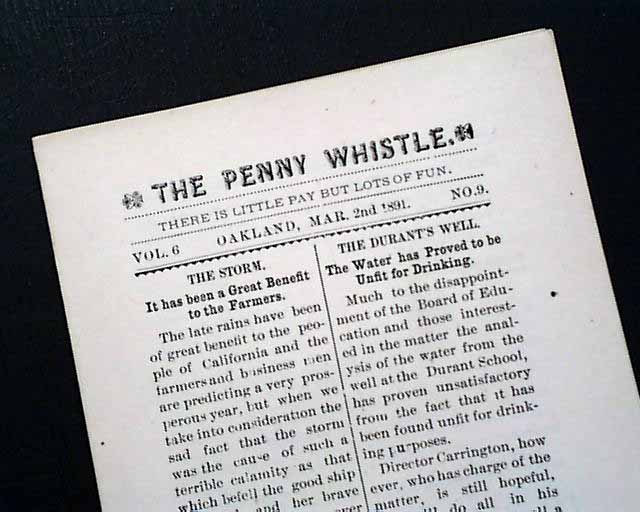 THE PENNY WHISTLE.
THERE IS LITTLE PAY BUT LOTS OF FUN.
VOL. 6 OAKLAND, MAR. 2nd 1891. NO. 9.
THE STORM.
It has been a Great Benefit
to the Farmers.
The late rains have been
of great benefit to the peo-
ple of California and the
farmers and business men
are predicting a very pros-
perous year, but when we
take into consideration the
sad fact that the storm
was the cause of such a
terrible calamity as that
which befell the good ship
and her brave
THE DURANT'S WELL.
The Water has Proved to be
Unfit for Drinking.
Much to the disappoint-
ment of the Board of Edu-
cation and those interest-
ed in the matter the anal-
ysis of the water from the
well at the Durant School,
has proven unsatisfactory
from the fact that it has
been found unfit for drink-
ing purposes.
Director Carrington, how
ever, who has charge of the
matter, is still hopeful,
do all in his